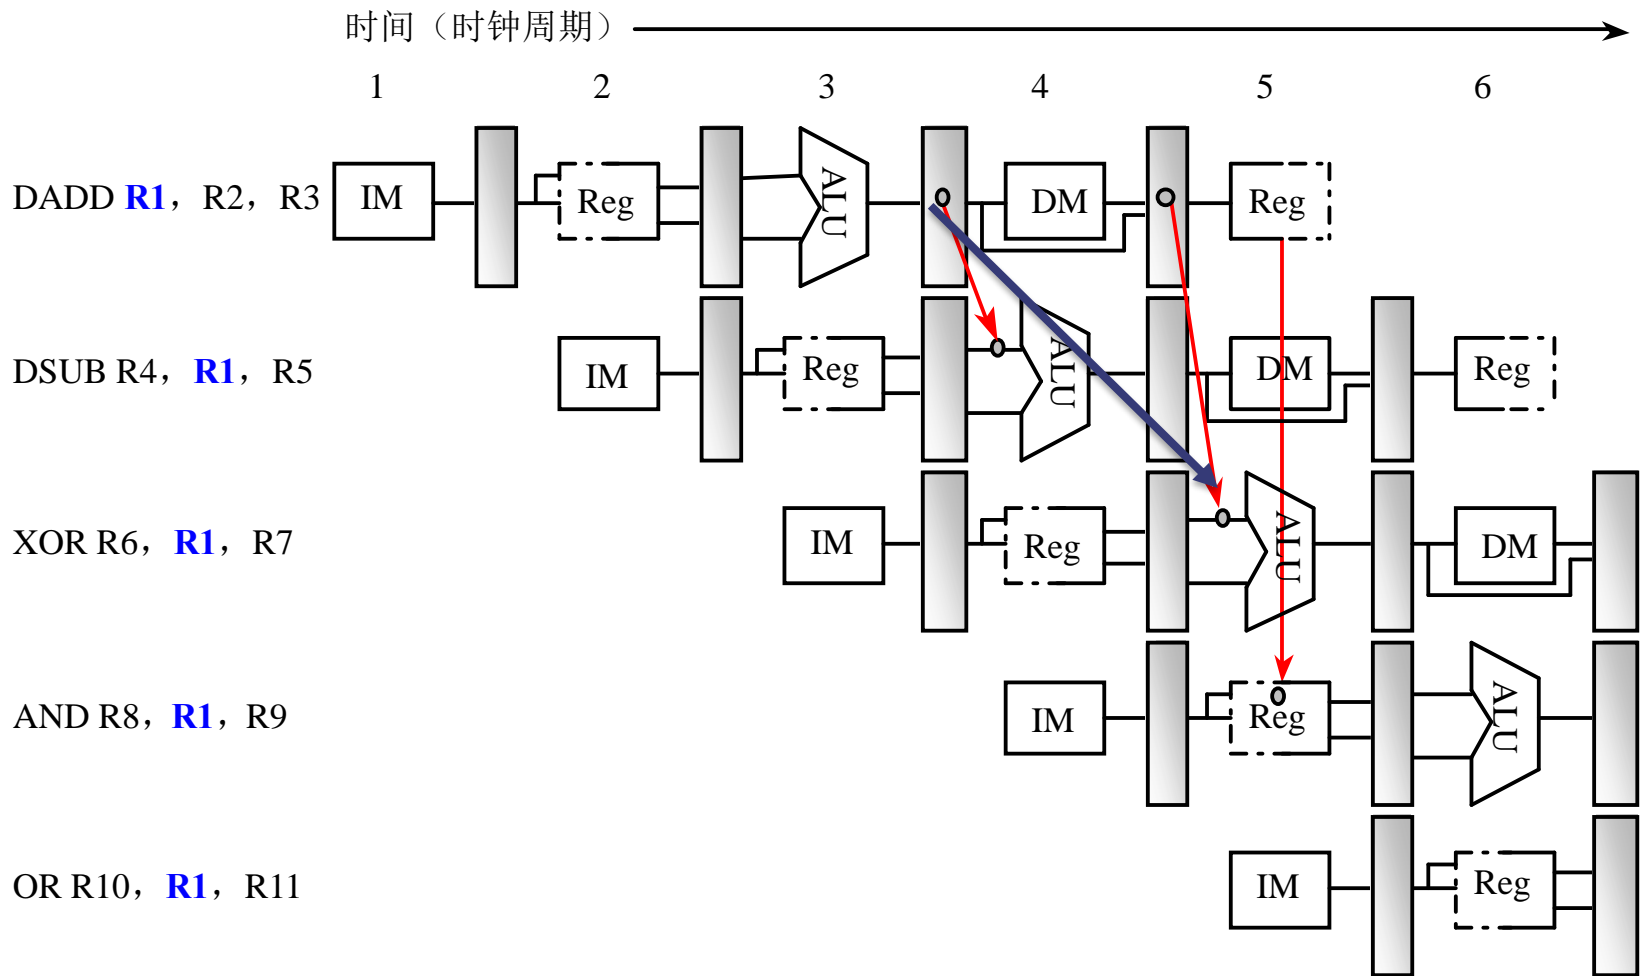 时间（时钟周期）
1 2 3 4 5 6
DADD R1，R2，R3 IM Reg ALU DM Reg
DSUB R4，R1，R5 IM Reg ALU DM Reg
XOR R6，R1，R7 IM Reg ALU DM
AND R8，R1，R9 IM Reg ALU
OR R10，R1，R11 IM Reg